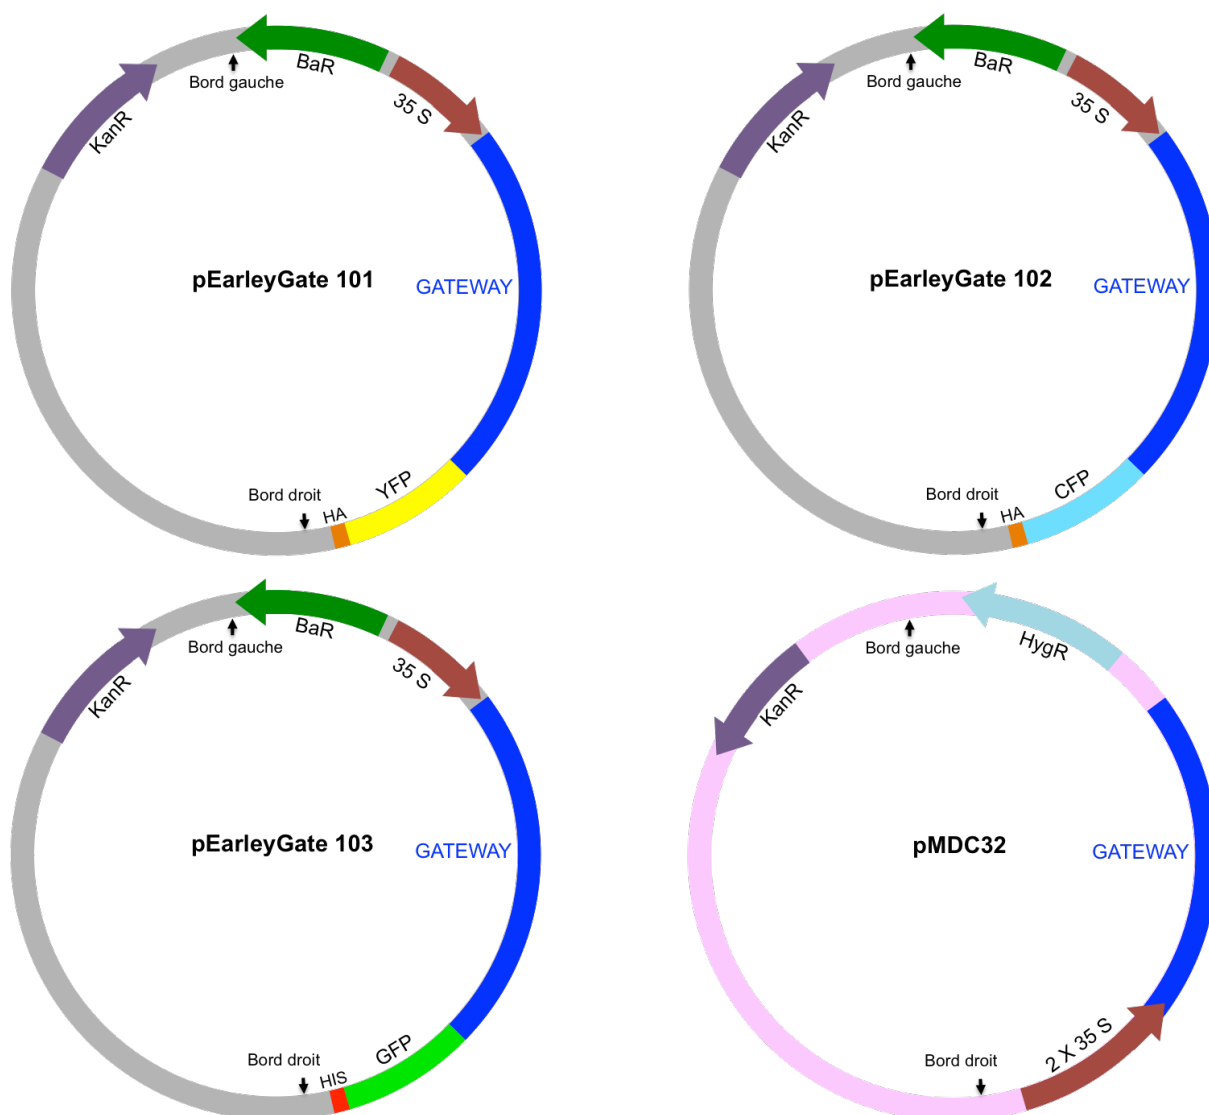 BaR
Bord gauche
KanR
35 S
pEarleyGate 101
GATEWAY
YFP
Bord droit
HA
BaR
Bord gauche
KanR
35 S
pEarleyGate 102
GATEWAY
CFP
Bord droit
HA
BaR
Bord gauche
KanR
35 S
pEarleyGate 103
GATEWAY
GFP
Bord droit
HIS
HygR
Bord gauche
KanR
pMDC32
GATEWAY
2 X 35 S
Bord droit